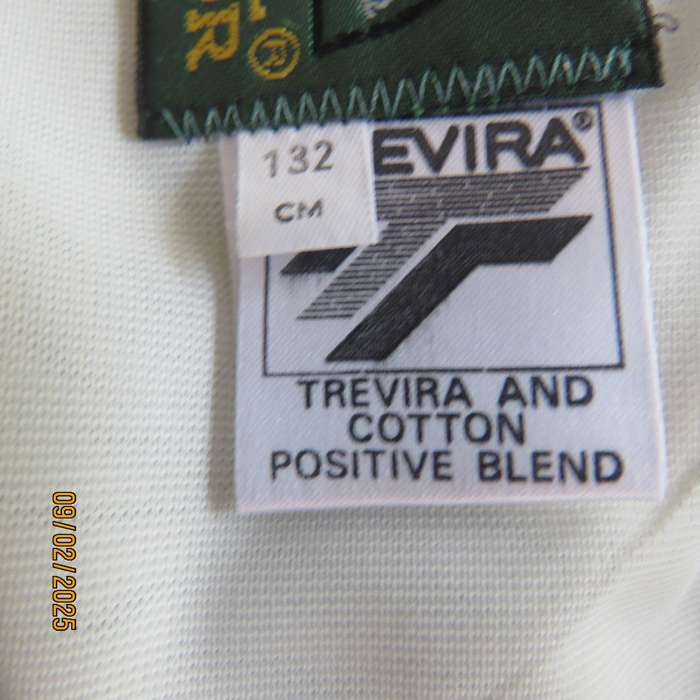 132
CM
EVIRA®
TREVIRA AND
COTTON
POSITIVE BLEND
09/02/2025